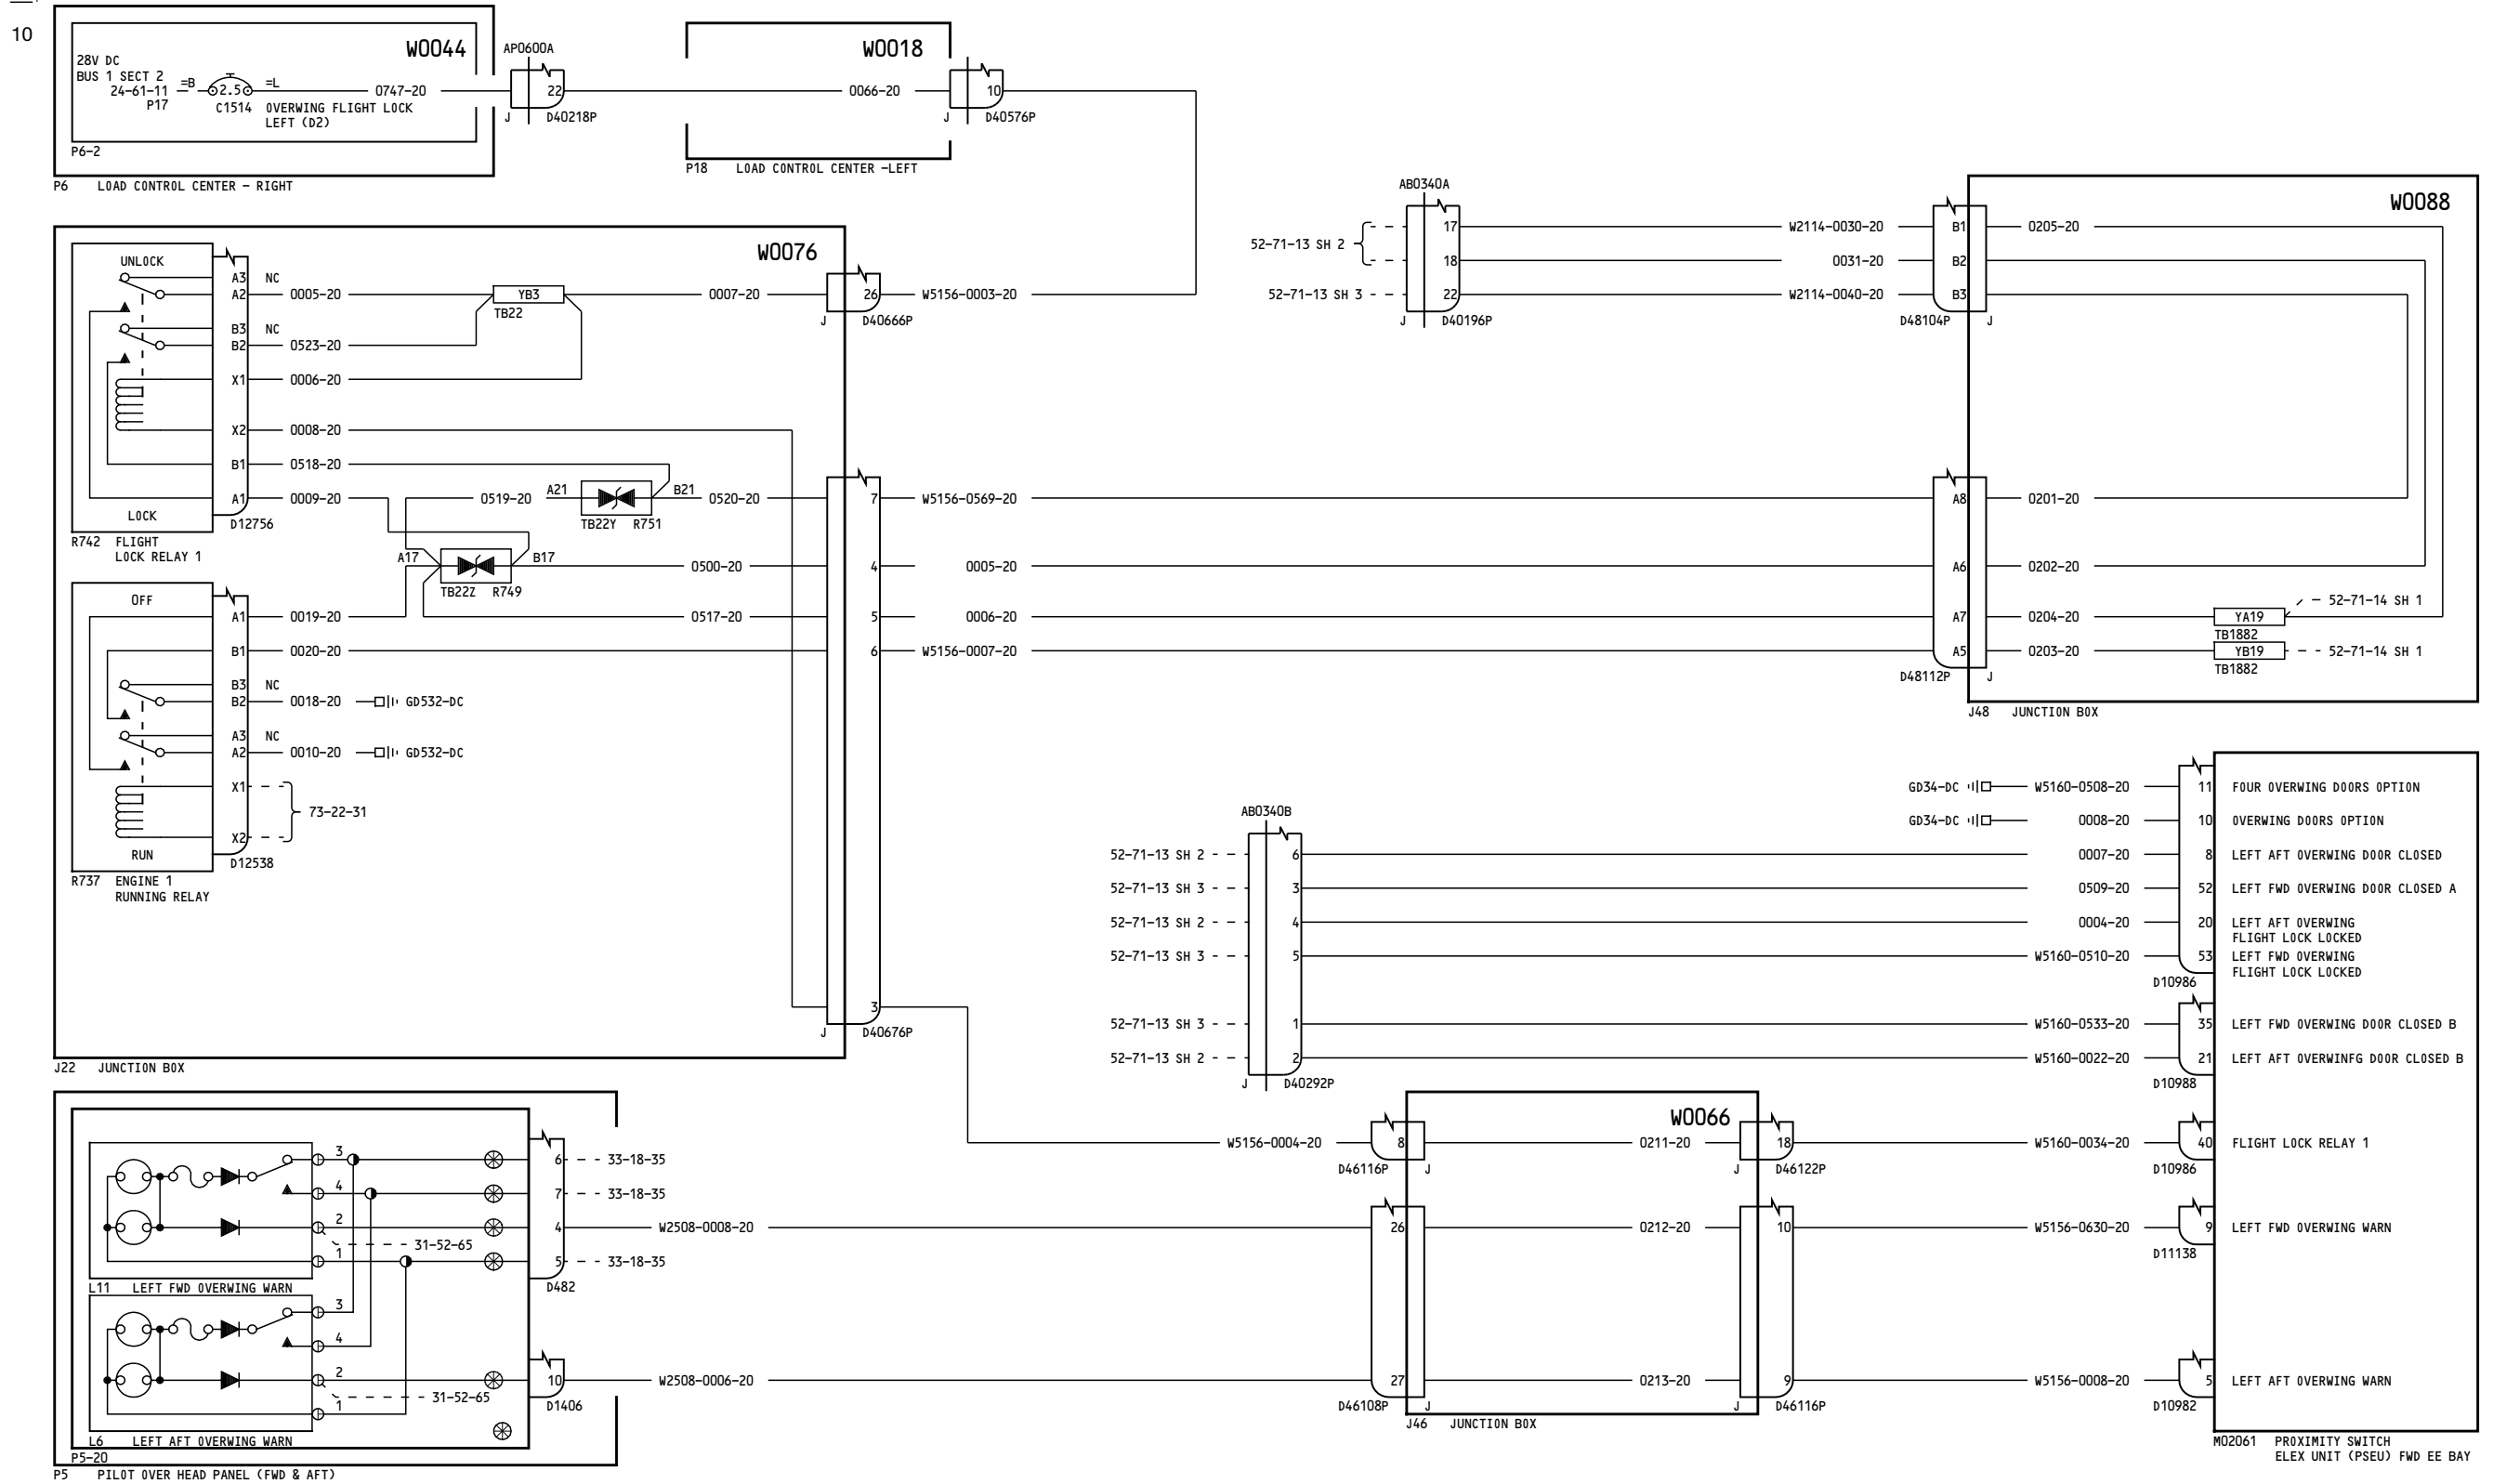 10
W0044
28V DC
BUS 1 SECT 2
24-61-11
P17
=B
2.5
=L
C1514
OVERWING FLIGHT LOCK
LEFT (D2)
0747-20
P6-2
P6 LOAD CONTROL CENTER - RIGHT
AP0600A
22
J D40218P
W0018
0066-20
10
J D40576P
P18 LOAD CONTROL CENTER -LEFT
W0076
UNLOCK
A3 NC
A2 0005-20
YB3
TB22
0007-20
26 W5156-0003-20
J D40666P
B3 NC
B2 0523-20
X1 0006-20
X2 0008-20
B1 0518-20
A1 0009-20
LOCK
D12756
R742 FLIGHT
LOCK RELAY 1
0519-20 A21
B21 0520-20
TB22Y R751
7 W5156-0569-20
A17
B17
TB22Z R749
0500-20
4 0005-20
0517-20
5 0006-20
6 W5156-0007-20
OFF
A1 0019-20
B1 0020-20
B3 NC
B2 0018-20 GD532-DC
A3 NC
A2 0010-20 GD532-DC
X1
73-22-31
X2
RUN
D12538
R737 ENGINE 1
RUNNING RELAY
3
J D40676P
J22 JUNCTION BOX
AB0340A
52-71-13 SH 2
17 W2114-0030-20
18 0031-20
52-71-13 SH 3
22 W2114-0040-20
J D40196P
W0088
B1 0205-20
B2
B3
D48104P J
A8 0201-20
A6 0202-20
A7 0204-20
YA19
TB1882
52-71-14 SH 1
A5 0203-20
YB19
TB1882
52-71-14 SH 1
D48112P J
J48 JUNCTION BOX
AB0340B
52-71-13 SH 2 6
52-71-13 SH 3 3
52-71-13 SH 2 4
52-71-13 SH 3 5
52-71-13 SH 3 1
52-71-13 SH 2 2
J D40292P
GD34-DC W5160-0508-20 11 FOUR OVERWING DOORS OPTION
GD34-DC 0008-20 10 OVERWING DOORS OPTION
0007-20 8 LEFT AFT OVERWING DOOR CLOSED
0509-20 52 LEFT FWD OVERWING DOOR CLOSED A
0004-20 20 LEFT AFT OVERWING
FLIGHT LOCK LOCKED
W5160-0510-20 53 LEFT FWD OVERWING
FLIGHT LOCK LOCKED
D10986
W5160-0533-20 35 LEFT FWD OVERWING DOOR CLOSED B
W5160-0022-20 21 LEFT AFT OVERWINFG DOOR CLOSED B
D10988
W0066
W5156-0004-20 8
D46116P J
0211-20 18
J D46122P
W5160-0034-20 40 FLIGHT LOCK RELAY 1
D10986
26 0212-20 10
W5156-0630-20 9 LEFT FWD OVERWING WARN
D11138
27 0213-20 9
D46108P J
J D46116P
J46 JUNCTION BOX
W5156-0008-20 5 LEFT AFT OVERWING WARN
D10982
M02061 PROXIMITY SWITCH
ELEX UNIT (PSEU) FWD EE BAY
3
6 33-18-35
4
7 33-18-35
2
4 W2508-0008-20
31-52-65
1
5 33-18-35
D482
L11 LEFT FWD OVERWING WARN
3
4
2
10 W2508-0006-20
31-52-65
1
D1406
L6 LEFT AFT OVERWING WARN
P5-20
P5 PILOT OVER HEAD PANEL (FWD & AFT)